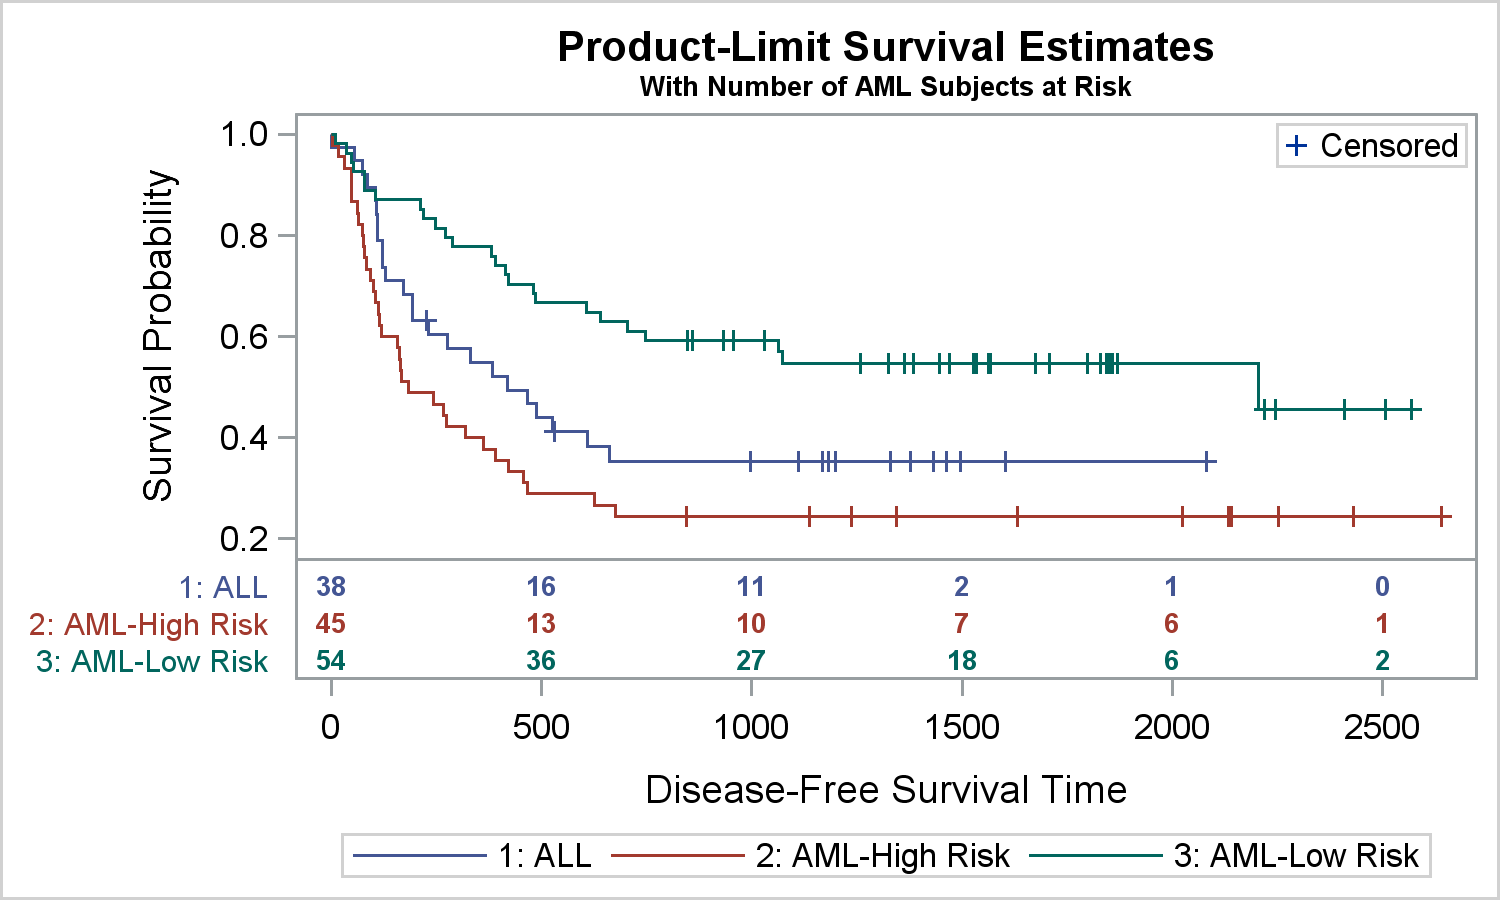 Product-Limit Survival Estimates
With Number of AML Subjects at Risk
Censored
Survival Probability
1.0
0.8
0.6
0.4
0.2
1: ALL 38 16 11 2 1 0
2: AML-High Risk 45 13 10 7 6 1
3: AML-Low Risk 54 36 27 18 6 2
0 500 1000 1500 2000 2500
Disease-Free Survival Time
1: ALL 2: AML-High Risk 3: AML-Low Risk